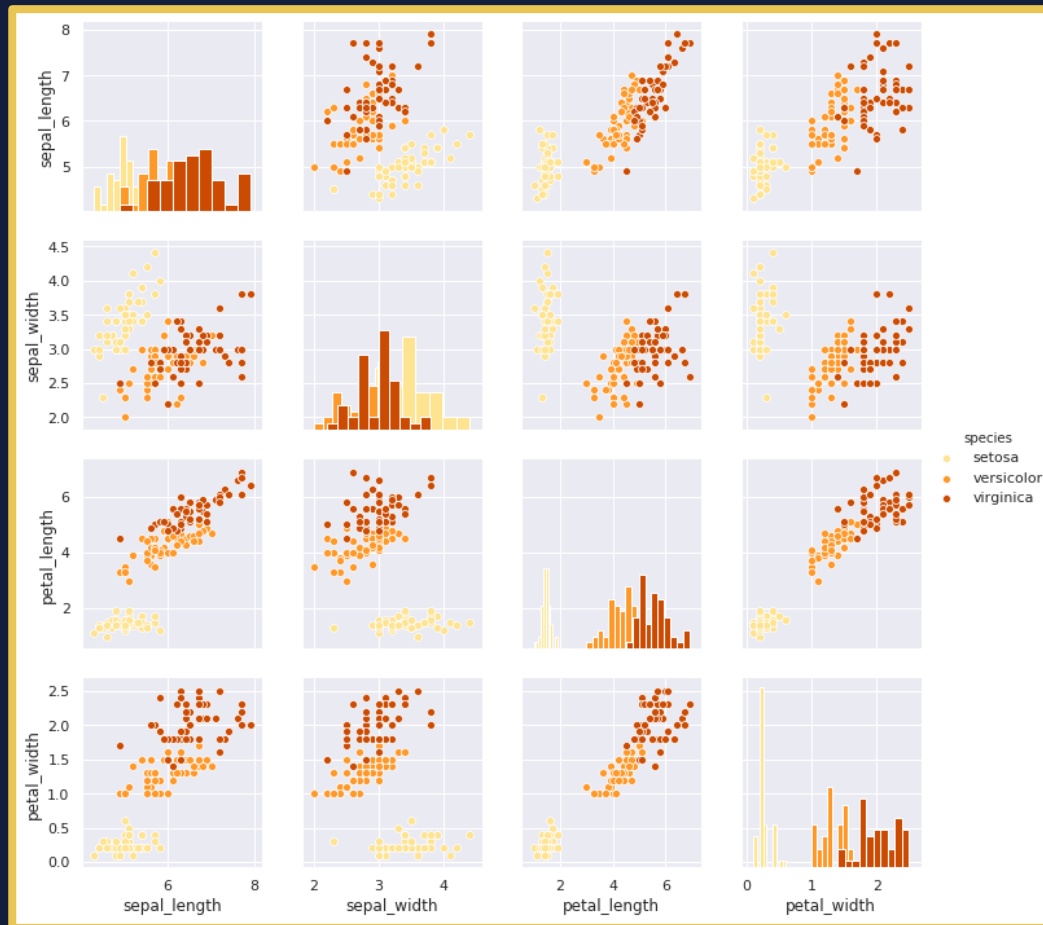 8
7
6
5
sepal_length
4.5
4.0
3.5
3.0
2.5
2.0
sepal_width
species
setosa
versicolor
virginica
6
4
2
petal_length
2.5
2.0
1.5
1.0
0.5
0.0
petal_width
6 8 2 3 4 2 4 6 0 1 2
sepal_length sepal_width petal_length petal_width